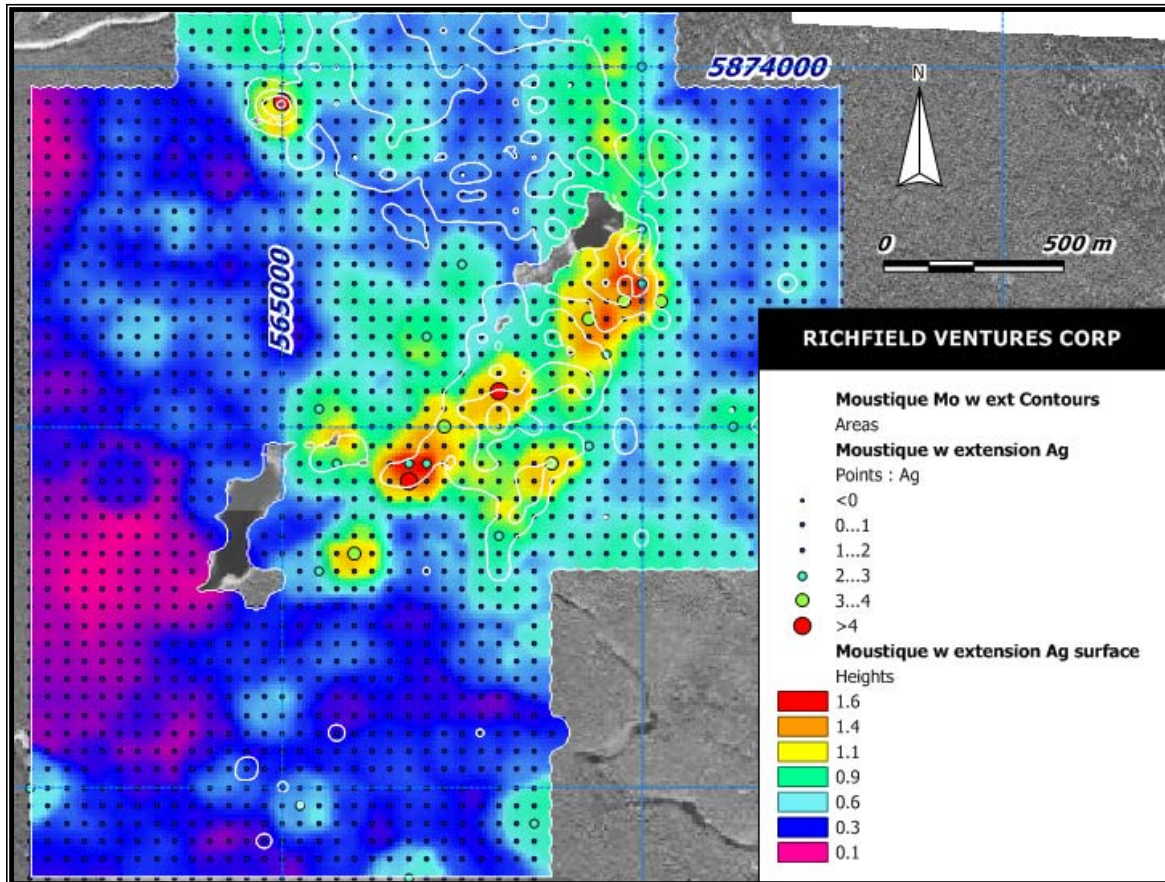 5874000
N
565000
0 500 m
RICHFIELD VENTURES CORP
Moustique Mo w ext Contours
Areas
Moustique w extension Ag
Points : Ag
<0
0...1
1...2
2...3
3...4
>4
Moustique w extension Ag surface
Heights
1.6
1.4
1.1
0.9
0.6
0.3
0.1